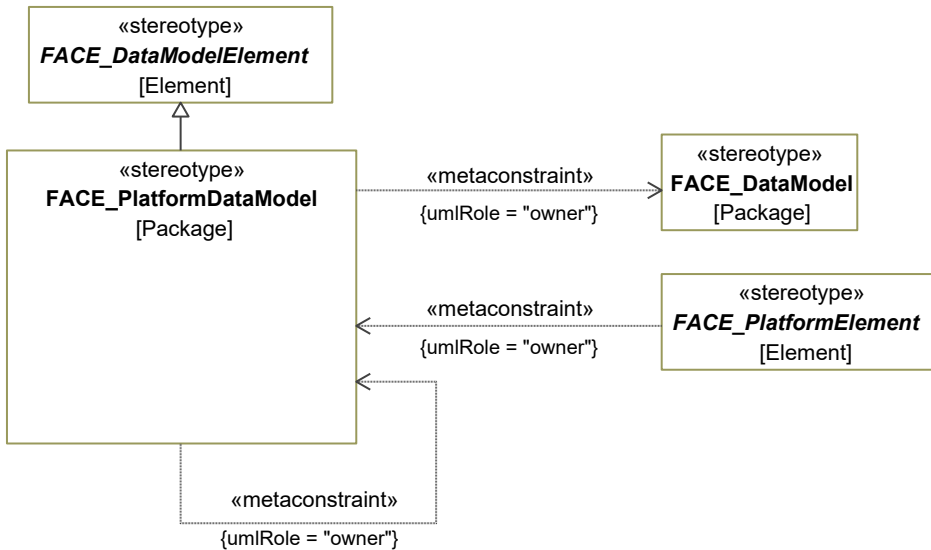 «stereotype»
FACE_DataModelElement
[Element]
«stereotype»
FACE_PlatformDataModel
[Package]
«metaconstraint»
{umlRole = "owner"}
«stereotype»
FACE_DataModel
[Package]
«metaconstraint»
{umlRole = "owner"}
«stereotype»
FACE_PlatformElement
[Element]
«metaconstraint»
{umlRole = "owner"}